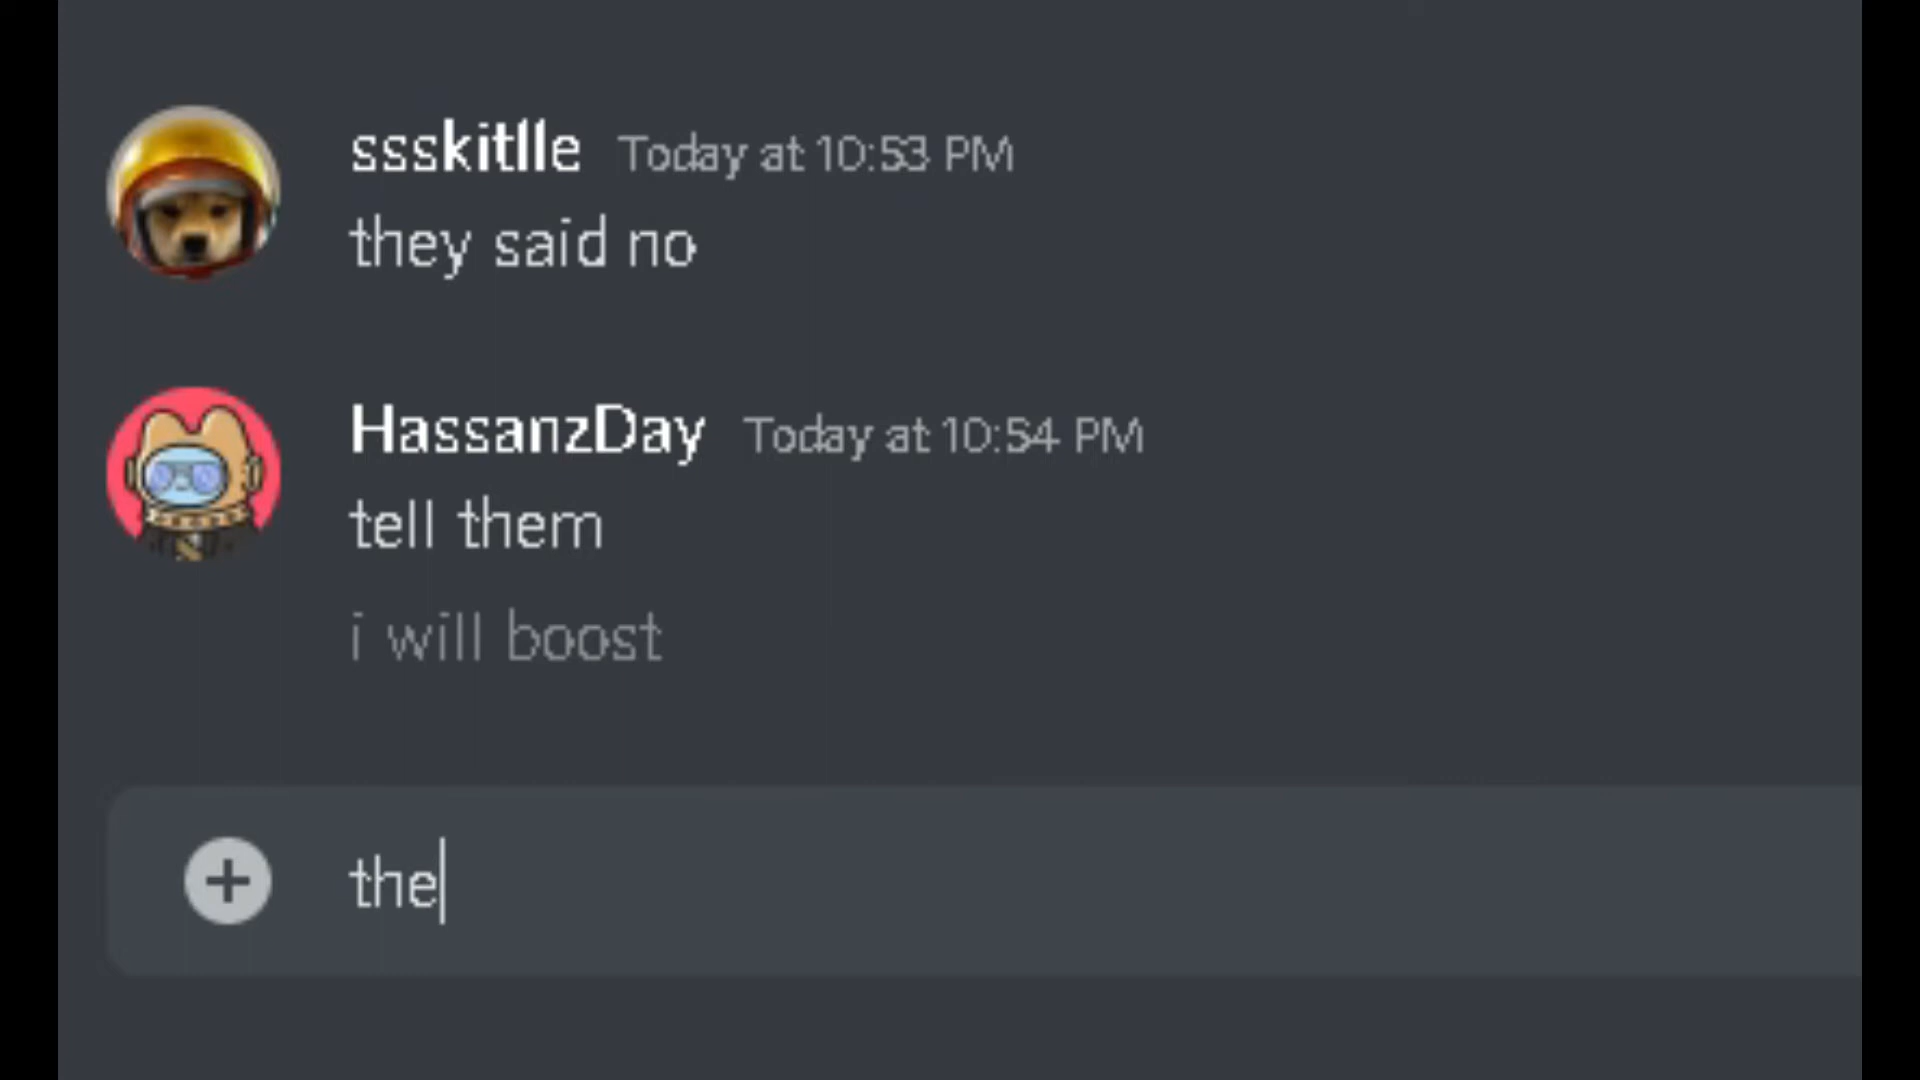 ssskitlle Today at 10:53 PM
they said no
HassanzDay Today at 10:54 PM
tell them
i will boost
the